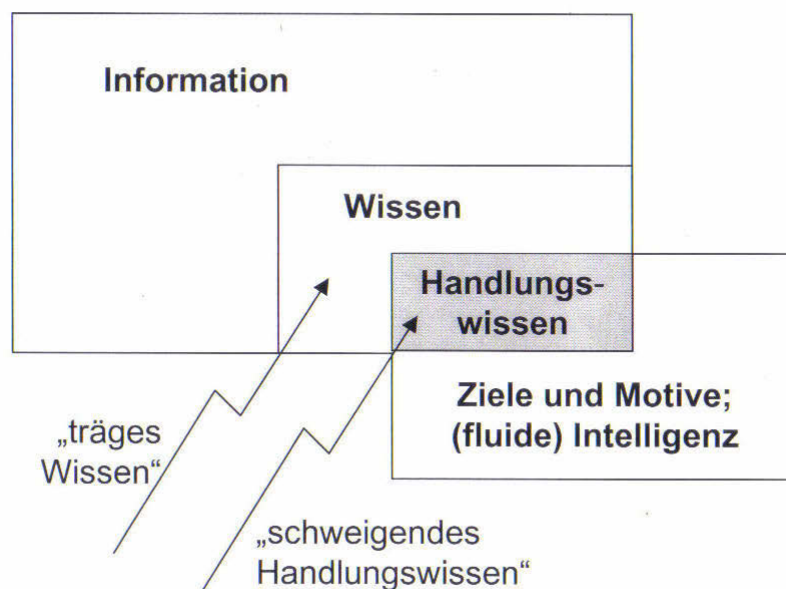 Information
Wissen
Handlungs-
wissen
Ziele und Motive;
(fluide) Intelligenz
„träges
Wissen“
„schweigendes
Handlungswissen“